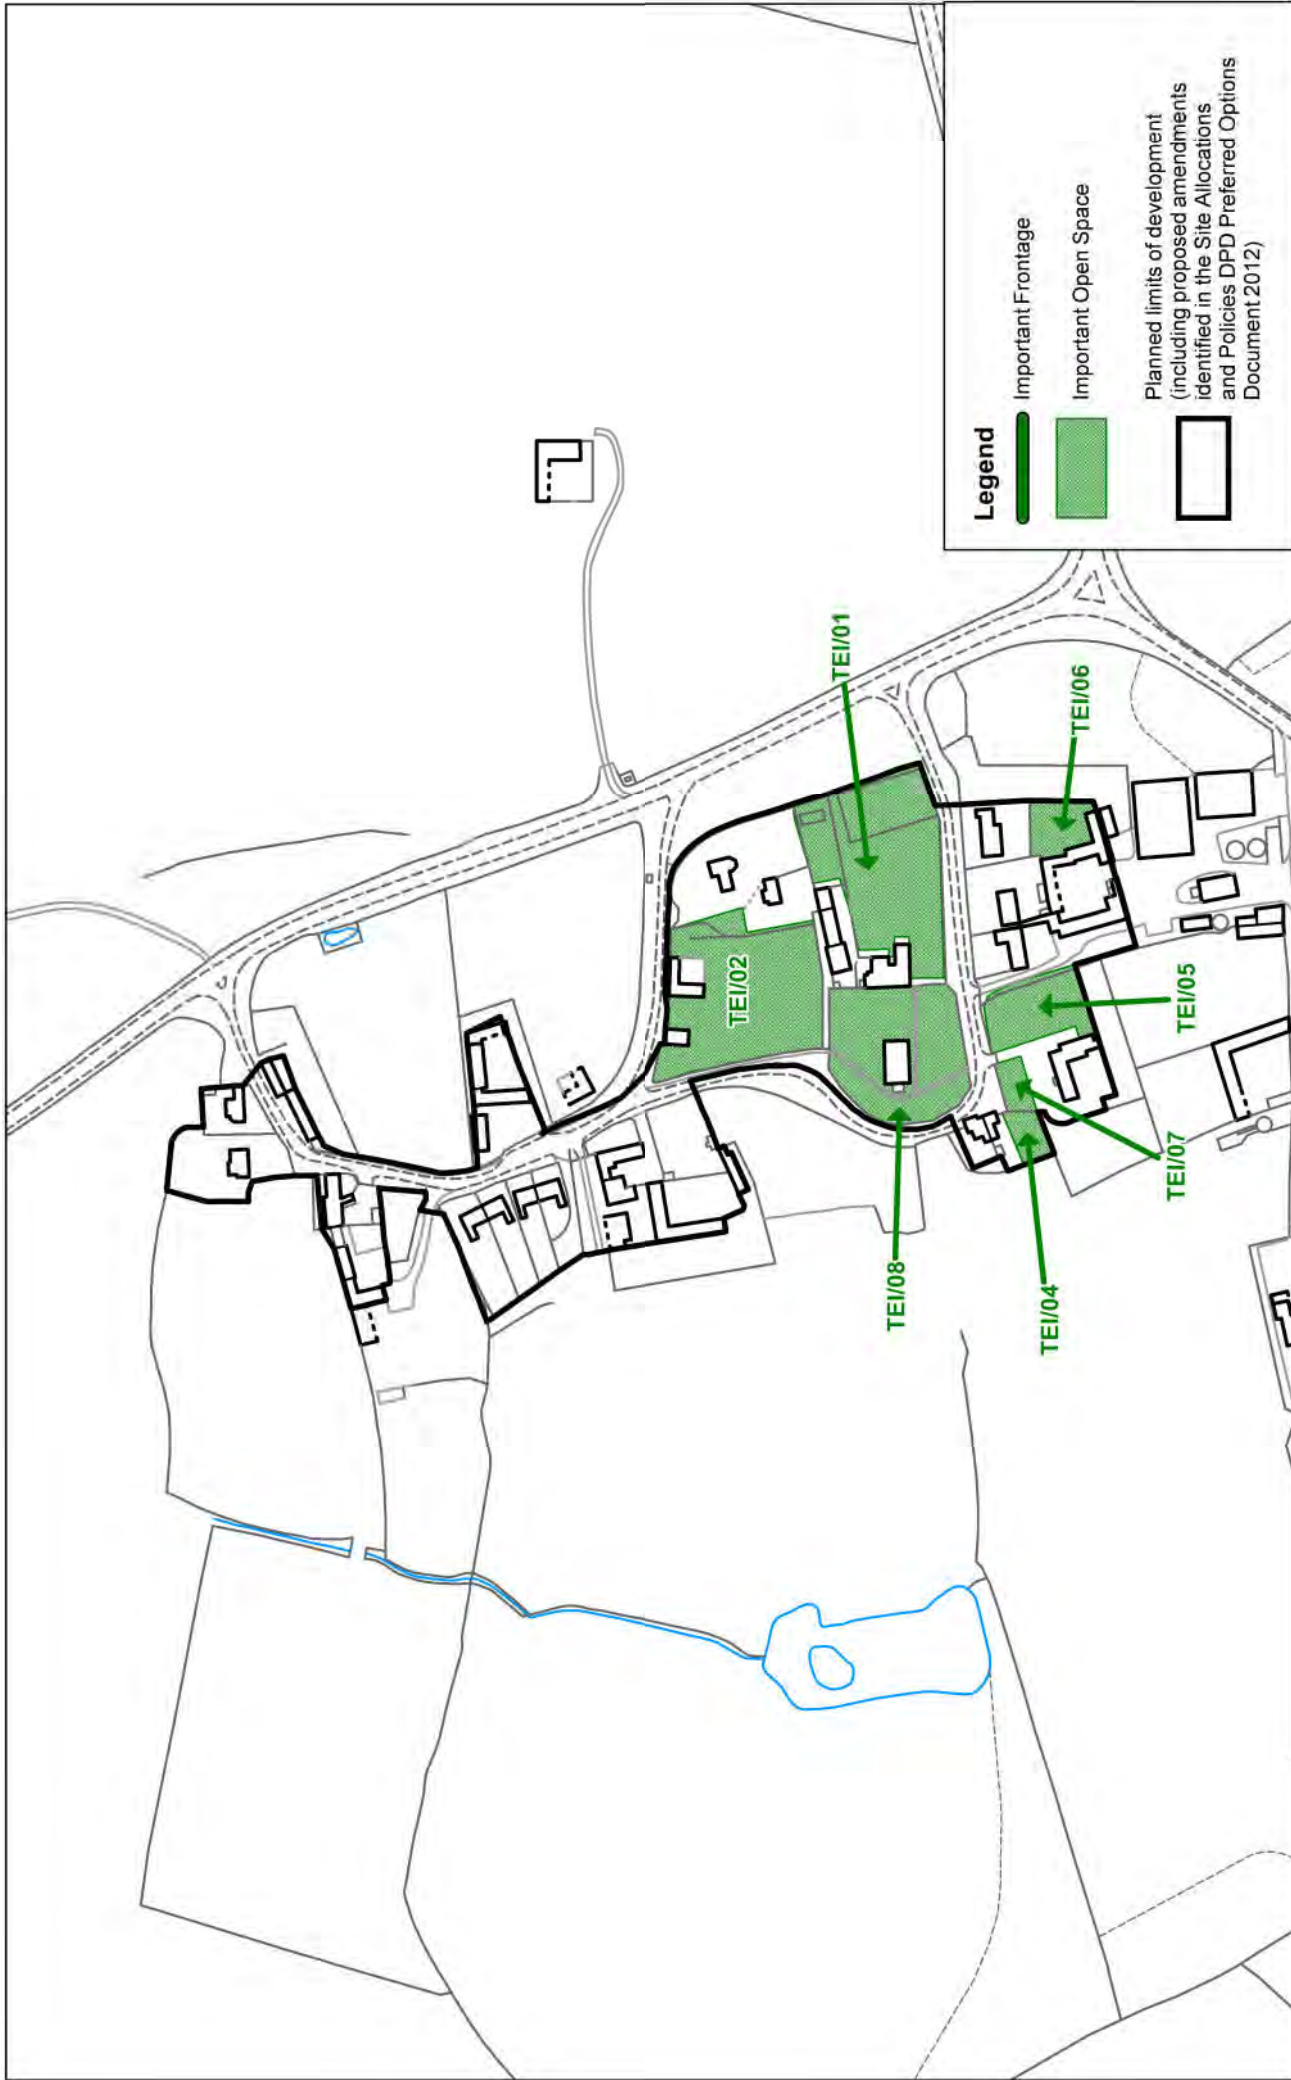 TEI/02
TEI/01
TEI/08
TEI/04
TEI/07
TEI/05
TEI/06
Legend
Important Frontage
Important Open Space
Planned limits of development
(including proposed amendments
identified in the Site Allocations
and Policies DPD Preferred Options
Document 2012)